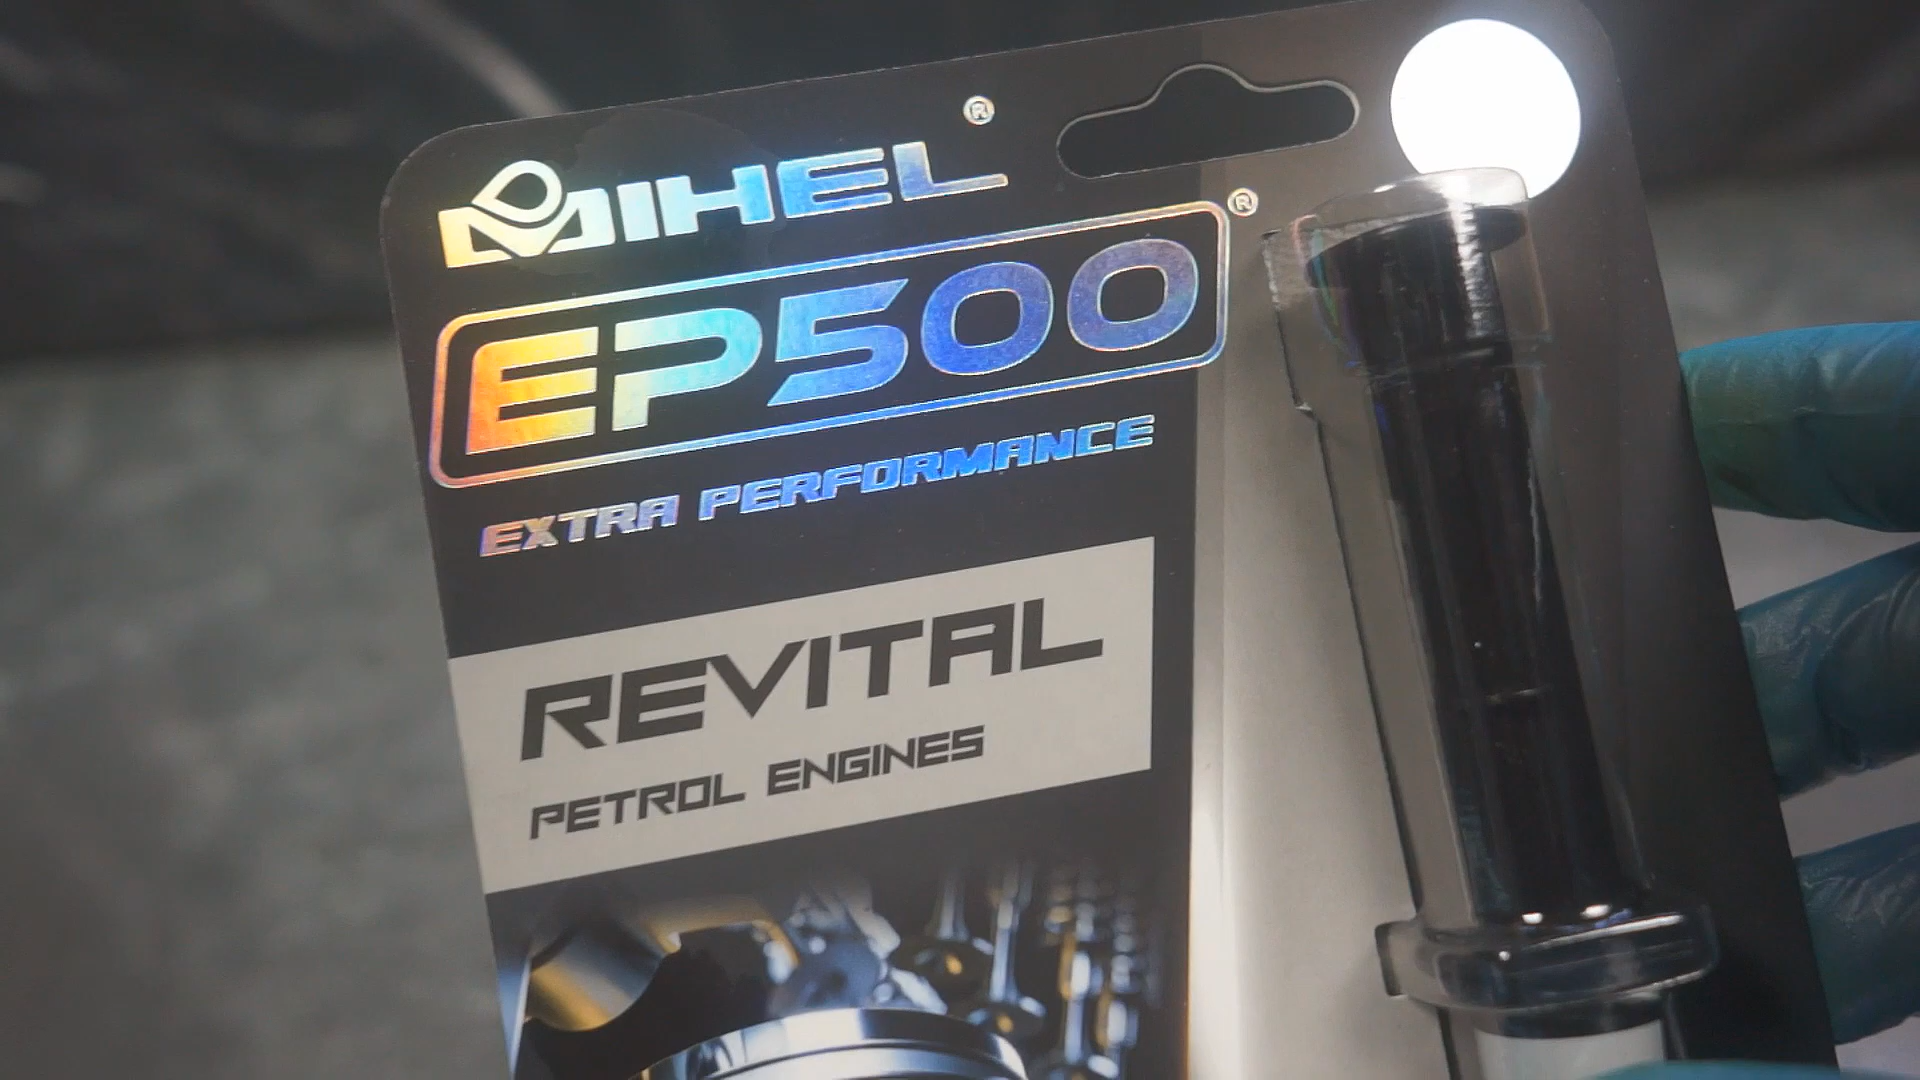 MIHEL®
EP500®
EXTRA PERFORMANCE
REVITAL
PETROL ENGINES